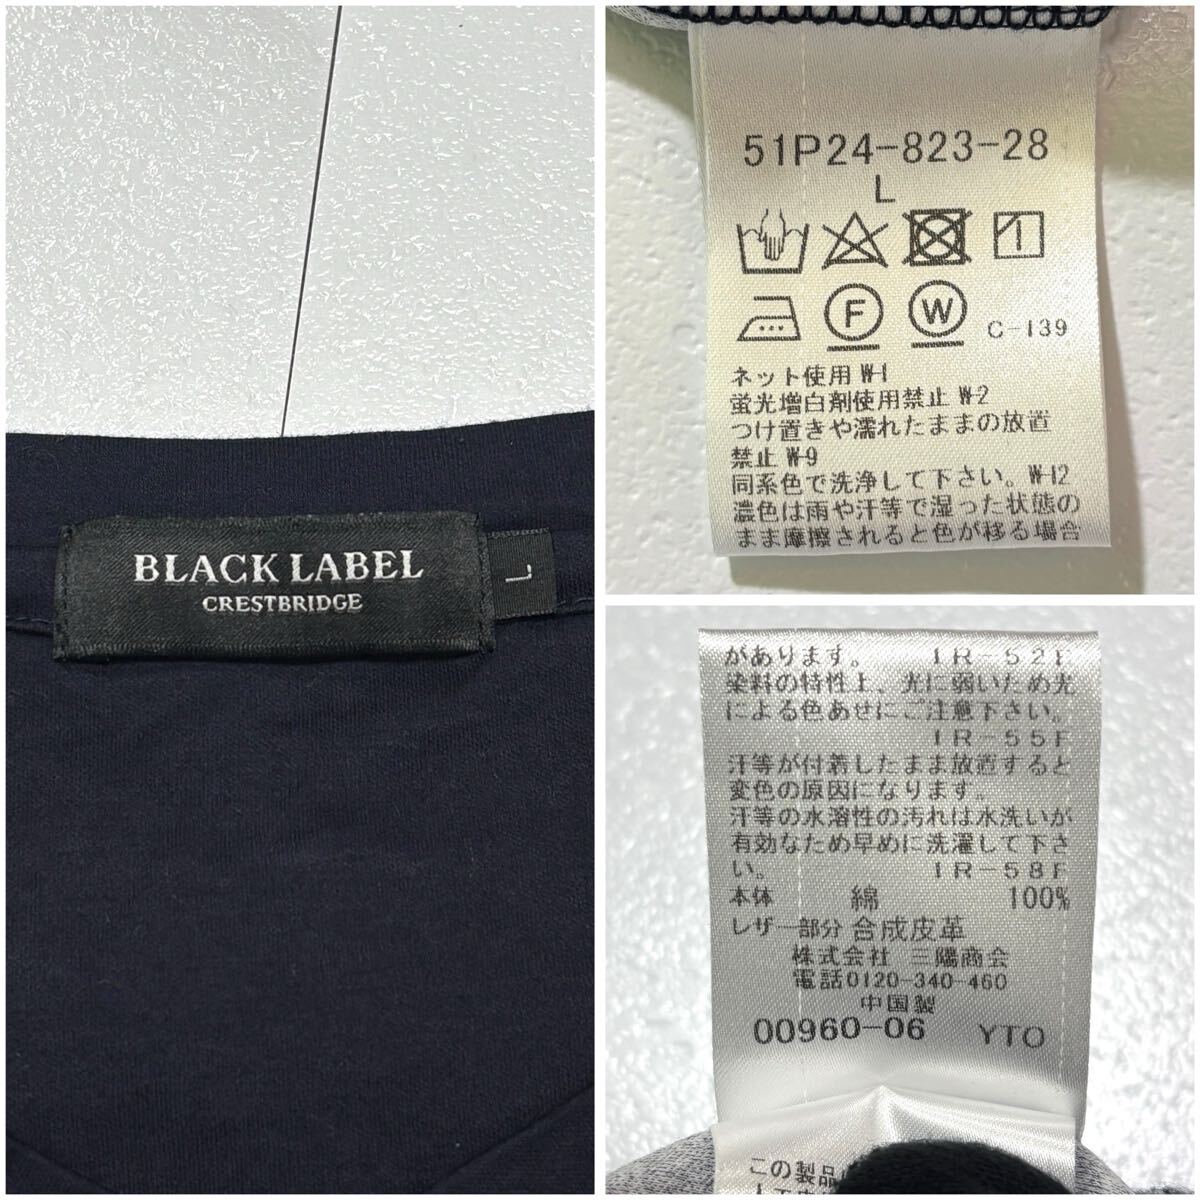 BLACK LABEL
CRESTBRIDGE
L
51P24-823-28
L
F
W
C-139
ネット使用 W-1
蛍光増白剤使用禁止 W-2
つけ置きや濡れたままの放置
禁止 W-9
同系色で洗浄して下さい。W-12
濃色は雨や汗等で湿った状態の
まま摩擦されると色が移る場合
があります。 IR-52F
染料の特性上、光に弱いため光
による色あせにご注意下さい。
IR-55F
汗等が付着したまま放置すると
変色の原因になります。
汗等の水溶性の汚れは水洗いが
有効なため早めに洗濯して下さ
い。 IR-58F
本体 綿 100%
レザー部分 合成皮革
株式会社 三陽商会
電話0120-340-460
中国製
00960-06 YTO
この製品